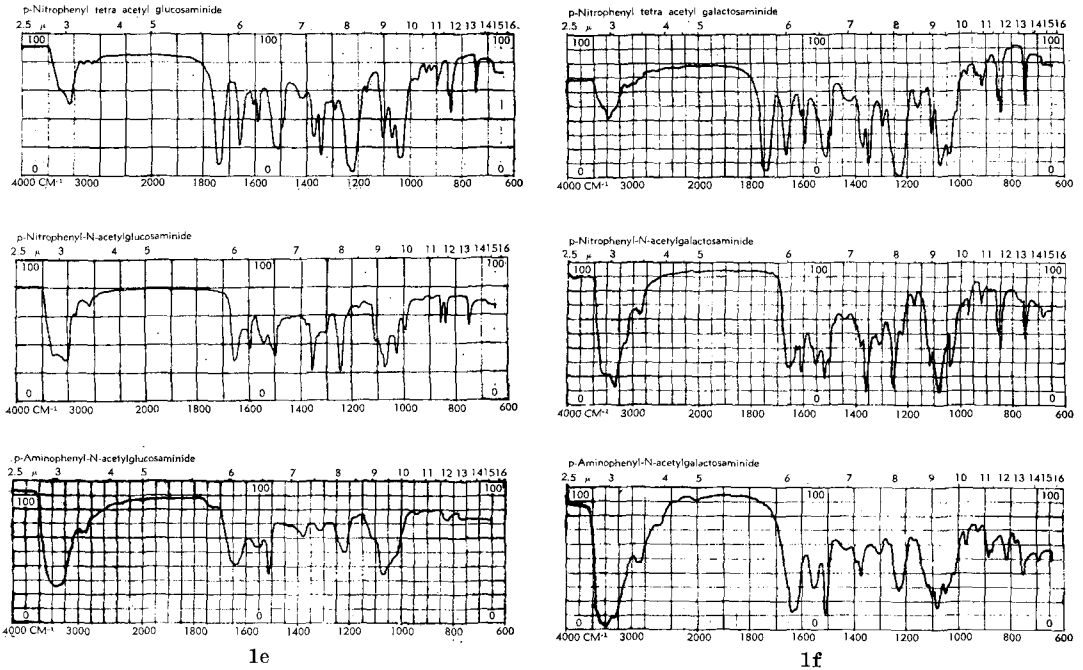 p-Nitrophenyl tetra acetyl glucosaminide
2.5 μ 3 4 5 6 7 8 9 10 11 12 13 141516
100 100 100
0 0 0
4000 CM⁻¹ 3000 2000 1800 1600 1400 1200 1000 800 600
p-Nitrophenyl-N-acetylglucosaminide
2.5 μ 3 4 5 6 7 8 9 10 11 12 13 141516
100 100 100
0 0 0
4000 CM⁻¹ 3000 2000 1800 1600 1400 1200 1000 800 600
p-Aminophenyl-N-acetylglucosaminide
2.5 μ 3 4 5 6 7 8 9 10 11 12 13 141516
100 100 100
0 0 0
4000 CM⁻¹ 3000 2000 1800 1600 1400 1200 1000 800 600
1e
p-Nitrophenyl tetra acetyl galactosaminide
2.5 μ 3 4 5 6 7 8 9 10 11 12 13 141516
100 100 100
0 0 0
4000 CM⁻¹ 3000 2000 1800 1600 1400 1200 1000 800 600
p-Nitrophenyl-N-acetylgalactosaminide
2.5 μ 3 4 5 6 7 8 9 10 11 12 13 141516
100 100 100
0 0 0
4000 CM⁻¹ 3000 2000 1800 1600 1400 1200 1000 800 600
p-Aminophenyl-N-acetylgalactosaminide
2.5 μ 3 4 5 6 7 8 9 10 11 12 13 141516
100 100 100
0 0 0
4000 CM⁻¹ 3000 2000 1800 1600 1400 1200 1000 800 600
1f